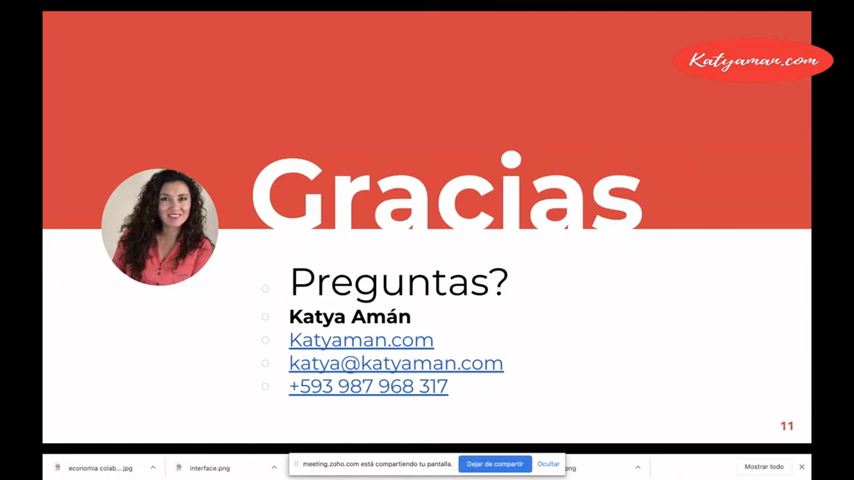 Katyaman.com
Gracias
Preguntas?
Katya Amán
Katyaman.com
katya@katyaman.com
+593 987 968 317
11
economia colab....jpg
interface.png
meeting.zoho.com está compartiendo tu pantalla.
Dejar de compartir
Ocultar
png
Mostrar todo